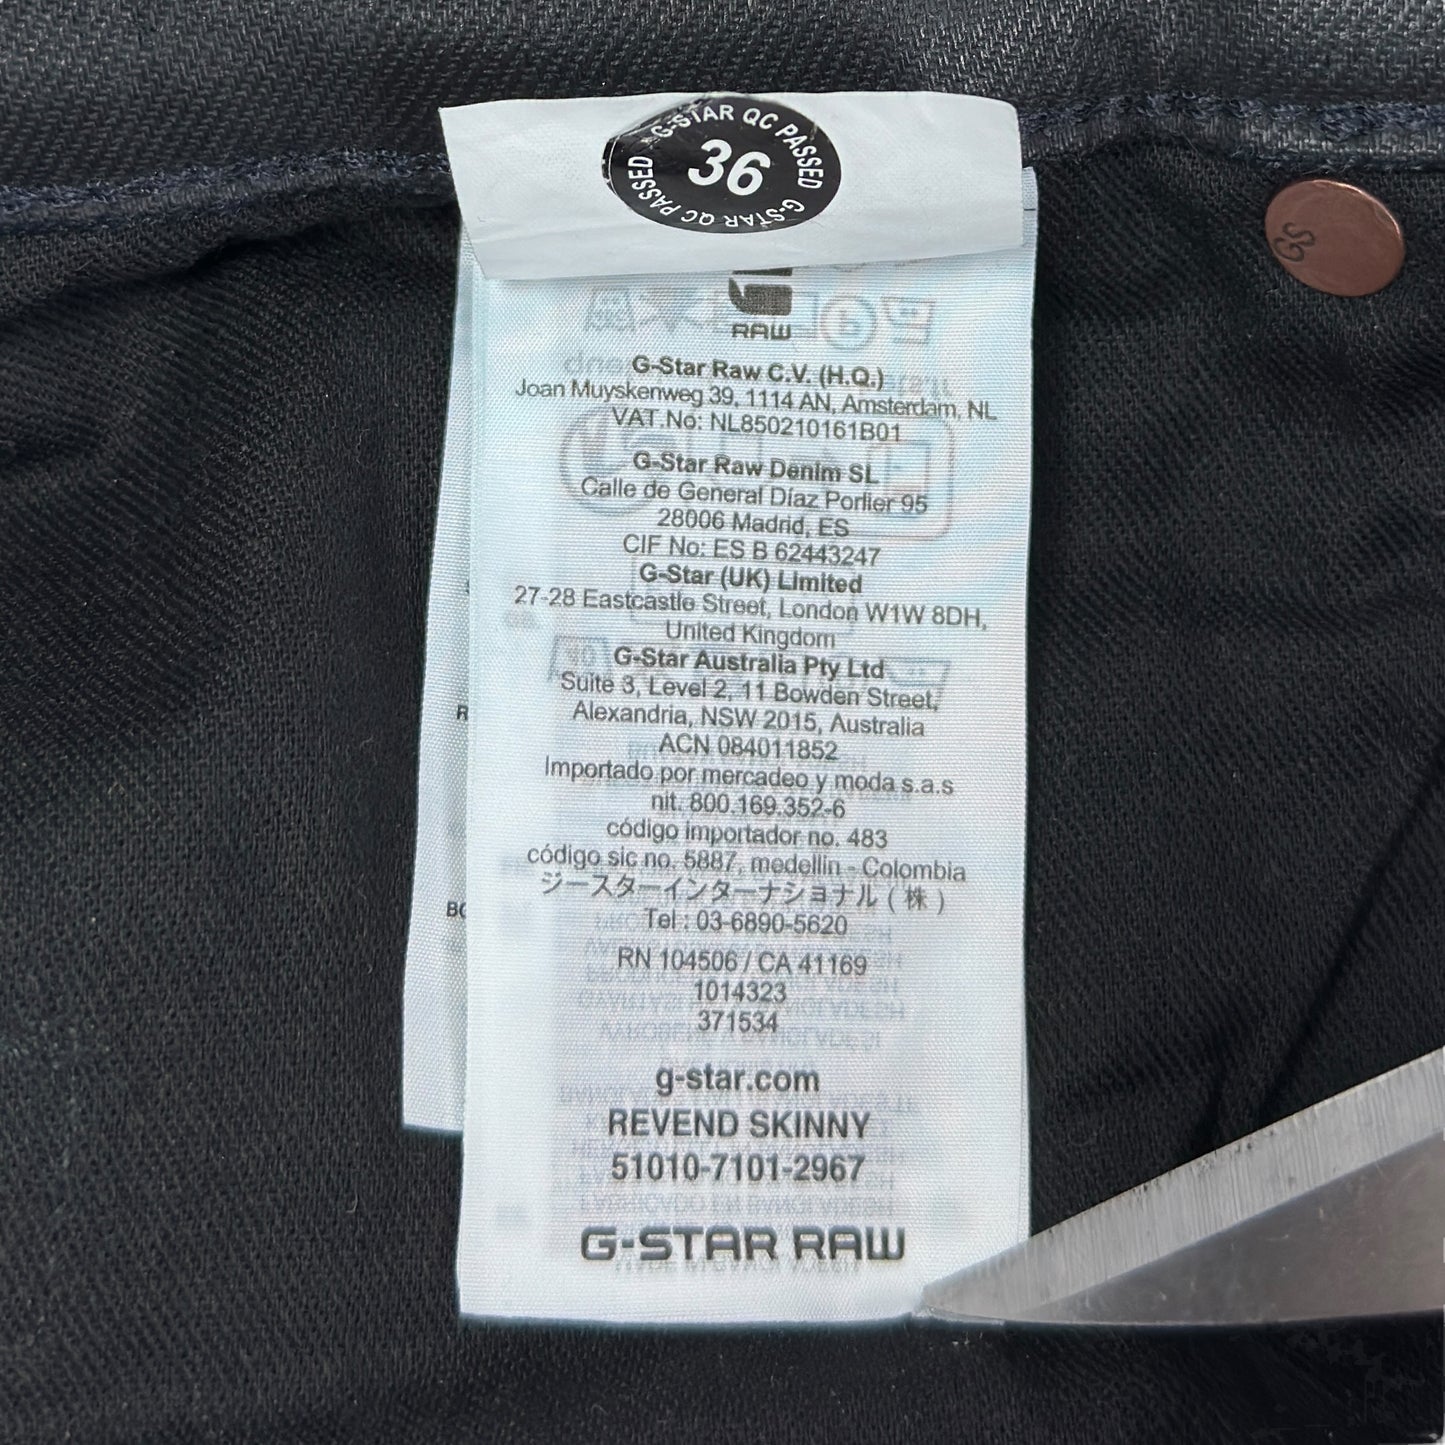 G-STAR QC PASSED
36
G-STAR QC PASSED
RAW
G-Star Raw C.V. (H.Q.)
Joan Muyskenweg 39, 1114 AN, Amsterdam, NL
VAT.No: NL850210161B01
G-Star Raw Denim SL
Calle de General Díaz Porlier 95
28006 Madrid, ES
CIF No: ES B 62443247
G-Star (UK) Limited
27-28 Eastcastle Street, London W1W 8DH,
United Kingdom
G-Star Australia Pty Ltd
Suite 3, Level 2, 11 Bowden Street,
Alexandria, NSW 2015, Australia
ACN 084011852
Importado por mercadeo y moda s.a.s
nit. 800.169.352-6
código importador no. 483
código sic no. 5887, medellin - Colombia
ジースターインターナショナル ( 株 )
Tel : 03-6890-5620
RN 104506 / CA 41169
1014323
371534
g-star.com
REVEND SKINNY
51010-7101-2967
G-STAR RAW